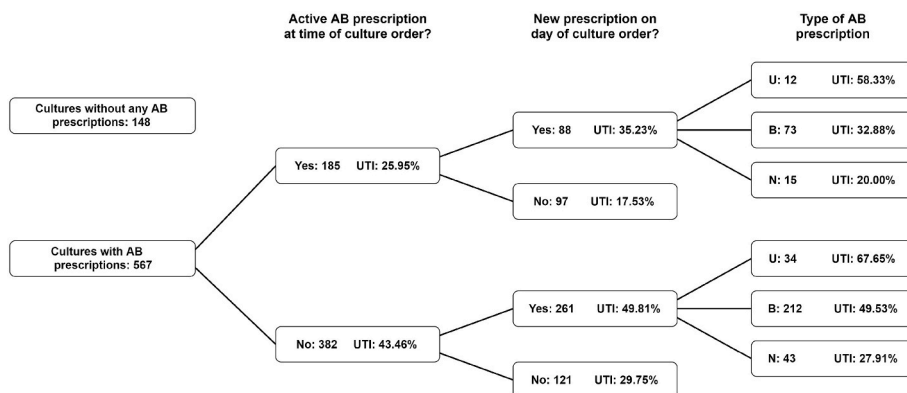 Active AB prescription
at time of culture order?
New prescription on
day of culture order?
Type of AB
prescription
Cultures without any AB
prescriptions: 148
Cultures with AB
prescriptions: 567
Yes: 185 UTI: 25.95%
No: 382 UTI: 43.46%
Yes: 88 UTI: 35.23%
No: 97 UTI: 17.53%
Yes: 261 UTI: 49.81%
No: 121 UTI: 29.75%
U: 12 UTI: 58.33%
B: 73 UTI: 32.88%
N: 15 UTI: 20.00%
U: 34 UTI: 67.65%
B: 212 UTI: 49.53%
N: 43 UTI: 27.91%